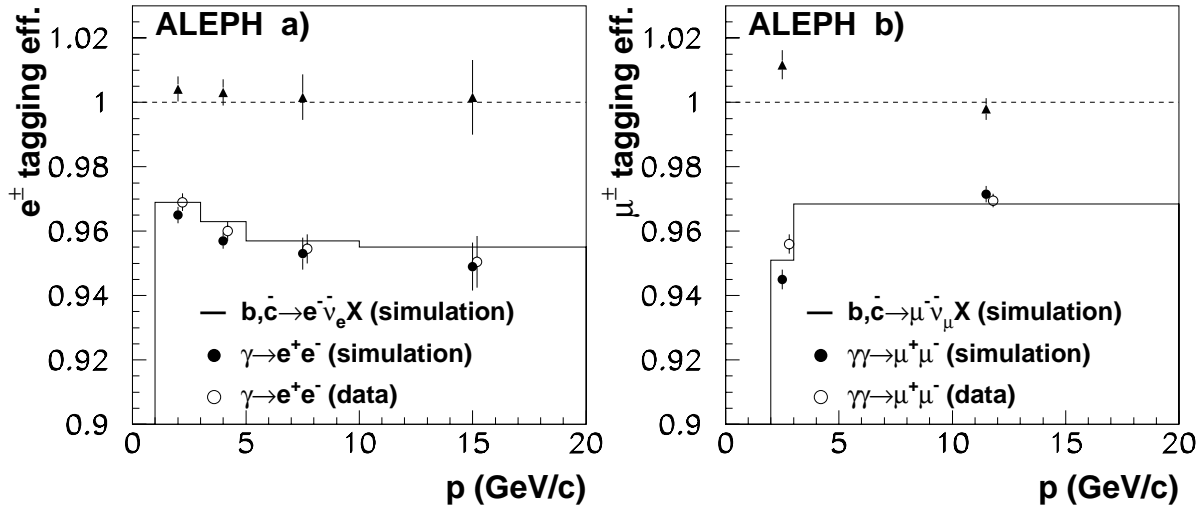 ALEPH a)
e± tagging eff.
1.02
1
0.98
0.96
0.94
0.92
0.9
b,c̄→e⁻ν̄ₑX (simulation)
γ→e⁺e⁻ (simulation)
γ→e⁺e⁻ (data)
0 5 10 15 20
p (GeV/c)
ALEPH b)
μ± tagging eff.
1.02
1
0.98
0.96
0.94
0.92
0.9
b,c̄→μ⁻ν̄_μX (simulation)
γγ→μ⁺μ⁻ (simulation)
γγ→μ⁺μ⁻ (data)
0 5 10 15 20
p (GeV/c)